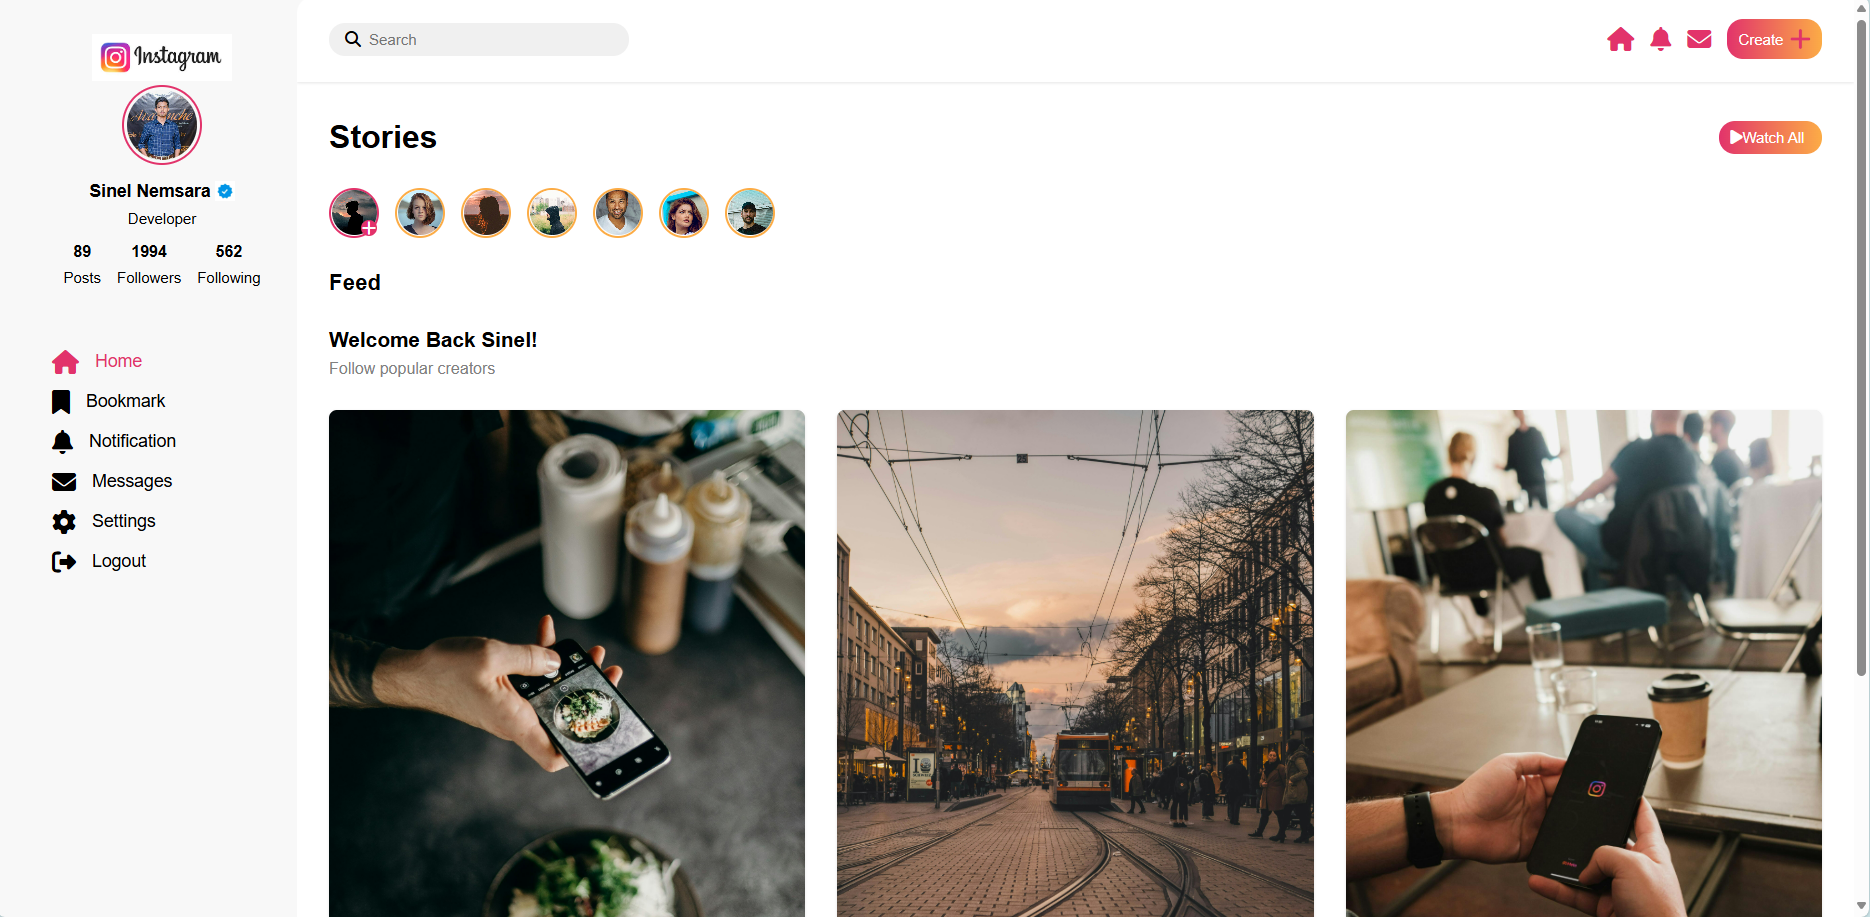 Instagram
Sinel Nemsara
Developer
89 1994 562
Posts Followers Following
Home
Bookmark
Notification
Messages
Settings
Logout
Search
Create
Stories
Watch All
Feed
Welcome Back Sinel!
Follow popular creators